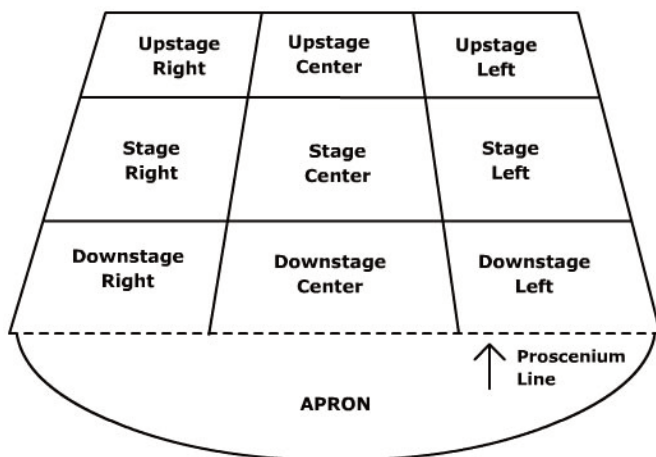 Upstage
Right
Upstage
Center
Upstage
Left
Stage
Right
Stage
Center
Stage
Left
Downstage
Right
Downstage
Center
Downstage
Left
Proscenium
Line
APRON